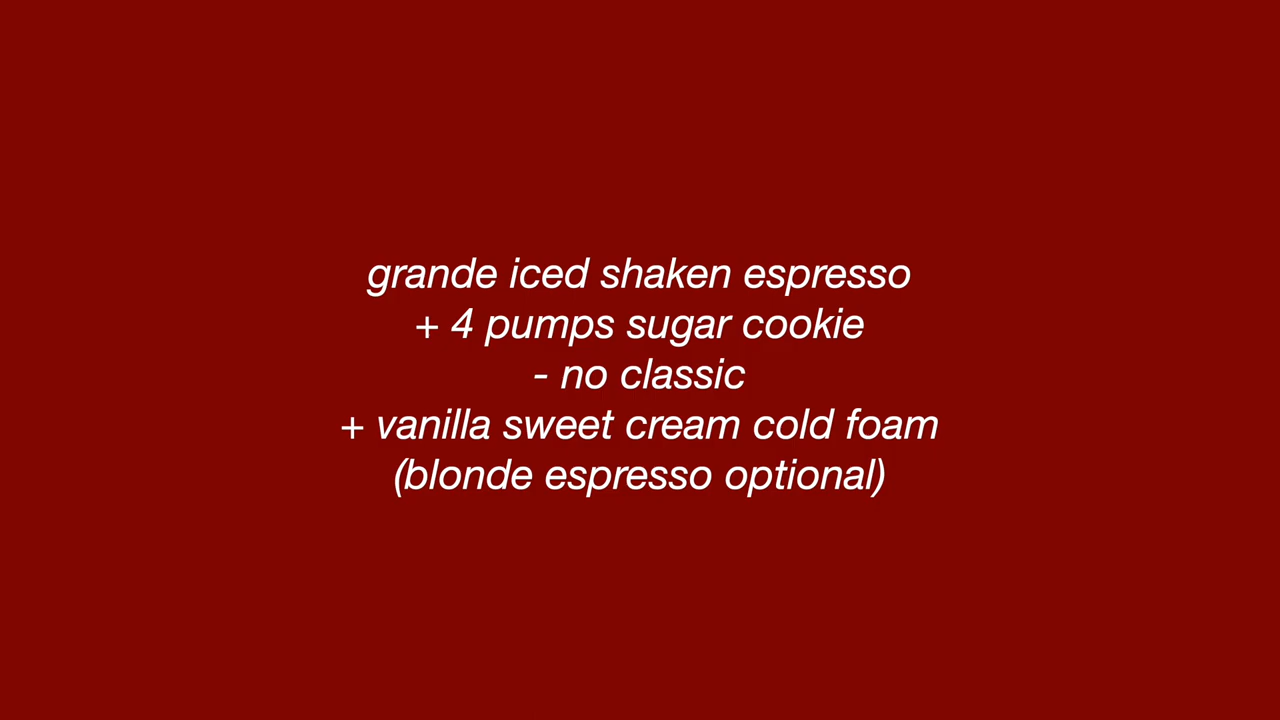 grande iced shaken espresso
+ 4 pumps sugar cookie
- no classic
+ vanilla sweet cream cold foam
(blonde espresso optional)